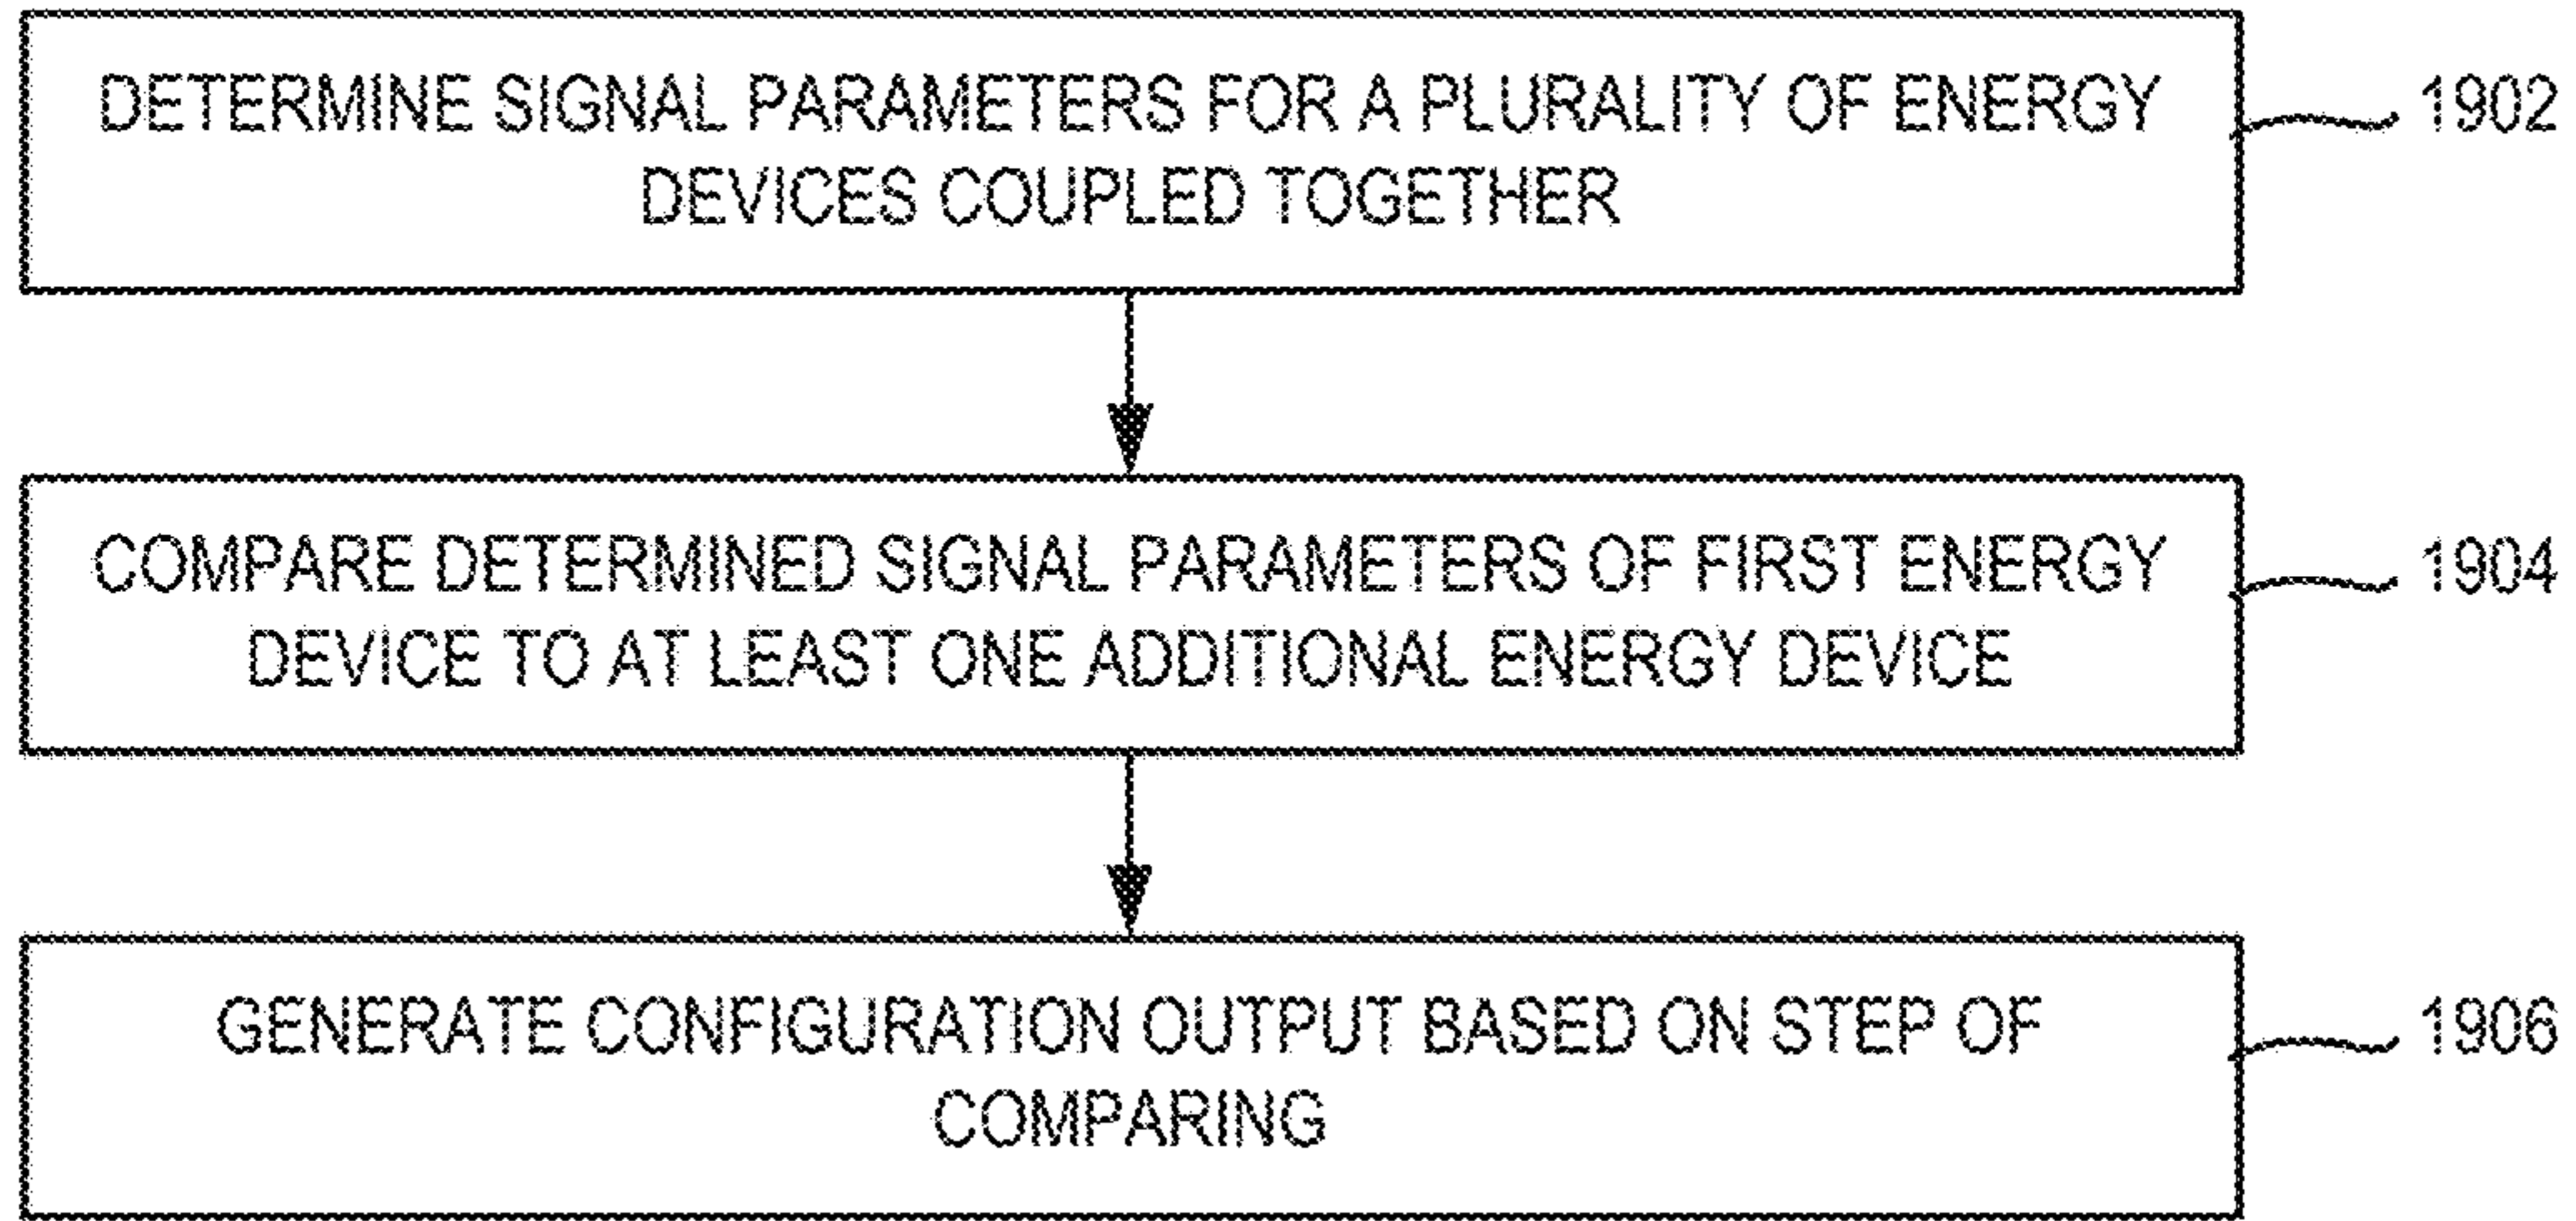 DETERMINE SIGNAL PARAMETERS FOR A PLURALITY OF ENERGY
DEVICES COUPLED TOGETHER
1902
COMPARE DETERMINED SIGNAL PARAMETERS OF FIRST ENERGY
DEVICE TO AT LEAST ONE ADDITIONAL ENERGY DEVICE
1904
GENERATE CONFIGURATION OUTPUT BASED ON STEP OF
COMPARING
1906